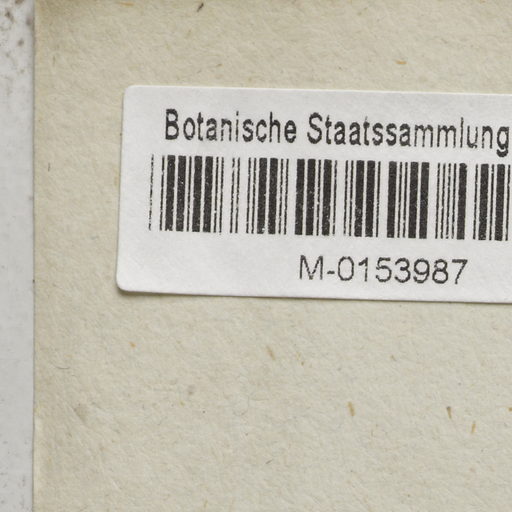 Botanische Staatssammlung
M-0153987